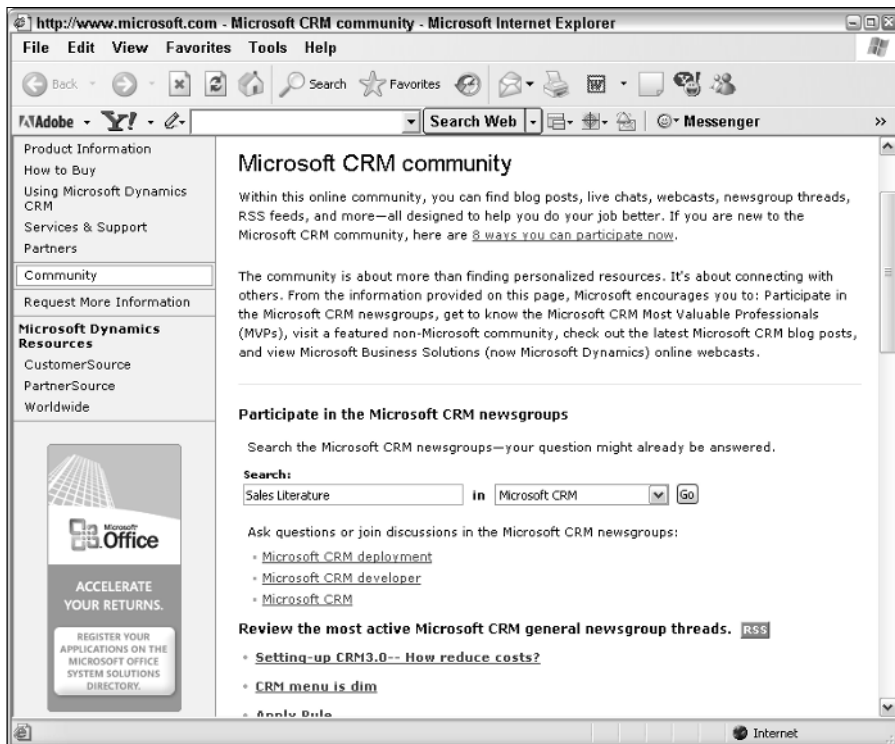 http://www.microsoft.com - Microsoft CRM community - Microsoft Internet Explorer
File Edit View Favorites Tools Help
Back Search Favorites
Adobe Y! Search Web Messenger »
Product Information
How to Buy
Using Microsoft Dynamics
CRM
Services & Support
Partners
Community
Request More Information
Microsoft Dynamics
Resources
CustomerSource
PartnerSource
Worldwide
Microsoft
Office
ACCELERATE
YOUR RETURNS.
REGISTER YOUR
APPLICATIONS ON THE
MICROSOFT OFFICE
SYSTEM SOLUTIONS
DIRECTORY.
Microsoft CRM community
Within this online community, you can find blog posts, live chats, webcasts, newsgroup threads,
RSS feeds, and more—all designed to help you do your job better. If you are new to the
Microsoft CRM community, here are 8 ways you can participate now.
The community is about more than finding personalized resources. It's about connecting with
others. From the information provided on this page, Microsoft encourages you to: Participate in
the Microsoft CRM newsgroups, get to know the Microsoft CRM Most Valuable Professionals
(MVPs), visit a featured non-Microsoft community, check out the latest Microsoft CRM blog posts,
and view Microsoft Business Solutions (now Microsoft Dynamics) online webcasts.
Participate in the Microsoft CRM newsgroups
Search the Microsoft CRM newsgroups—your question might already be answered.
Search:
Sales Literature in Microsoft CRM Go
Ask questions or join discussions in the Microsoft CRM newsgroups:
Microsoft CRM deployment
Microsoft CRM developer
Microsoft CRM
Review the most active Microsoft CRM general newsgroup threads. RSS
Setting-up CRM3.0-- How reduce costs?
CRM menu is dim
Apply Rule
Internet